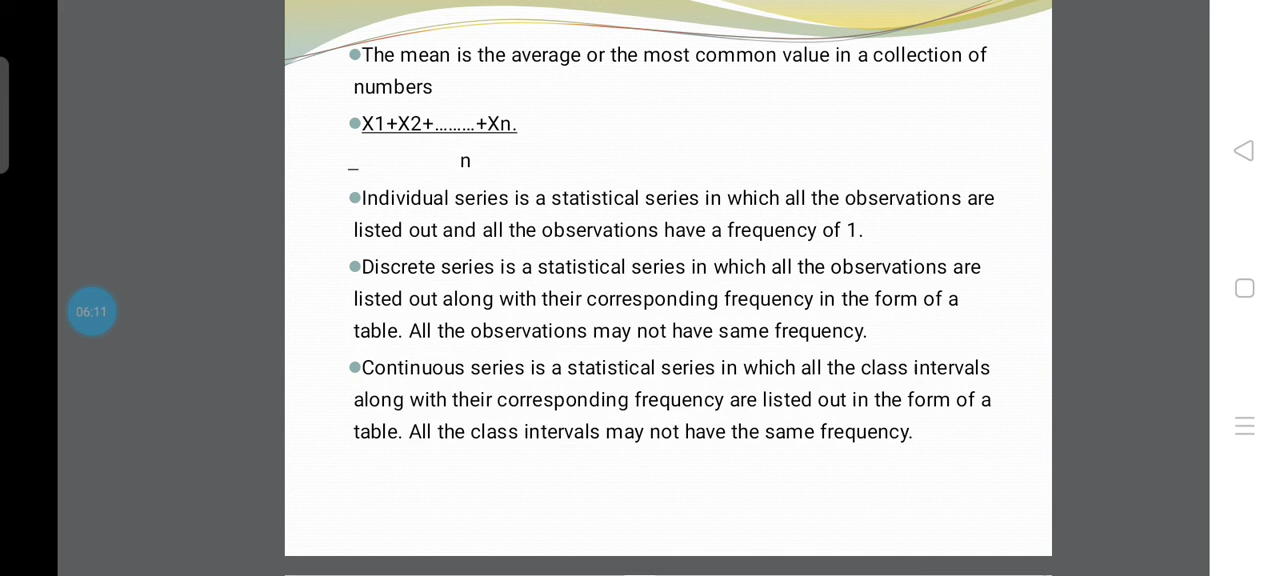 The mean is the average or the most common value in a collection of
numbers
X1+X2+.........+Xn.
_ n
Individual series is a statistical series in which all the observations are
listed out and all the observations have a frequency of 1.
Discrete series is a statistical series in which all the observations are
listed out along with their corresponding frequency in the form of a
06:11
table. All the observations may not have same frequency.
Continuous series is a statistical series in which all the class intervals
along with their corresponding frequency are listed out in the form of a
table. All the class intervals may not have the same frequency.